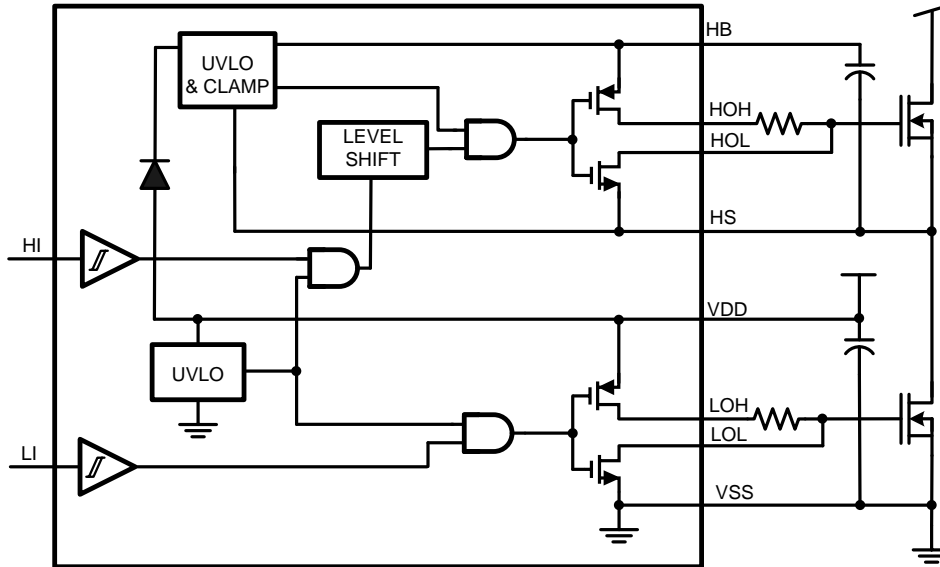 HB
UVLO
& CLAMP
HOH
LEVEL
SHIFT
HOL
HS
HI
VDD
UVLO
LOH
LOL
LI
VSS